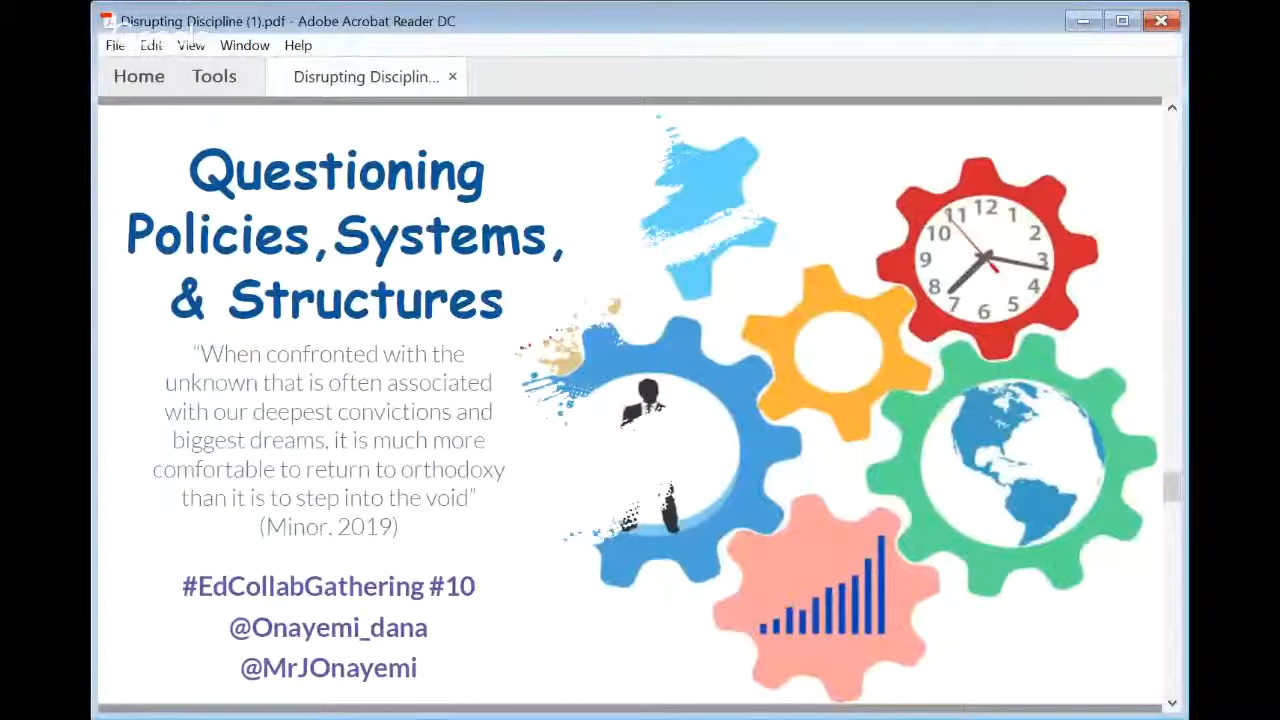 Disrupting Discipline (1).pdf - Adobe Acrobat Reader DC
File Edit View Window Help
Home Tools Disrupting Disciplin... ×
Questioning
Policies,Systems,
& Structures
“When confronted with the
unknown that is often associated
with our deepest convictions and
biggest dreams, it is much more
comfortable to return to orthodoxy
than it is to step into the void”
(Minor. 2019)
#EdCollabGathering #10
@Onayemi_dana
@MrJOnayemi
12
1
2
3
4
5
6
7
8
9
10
11